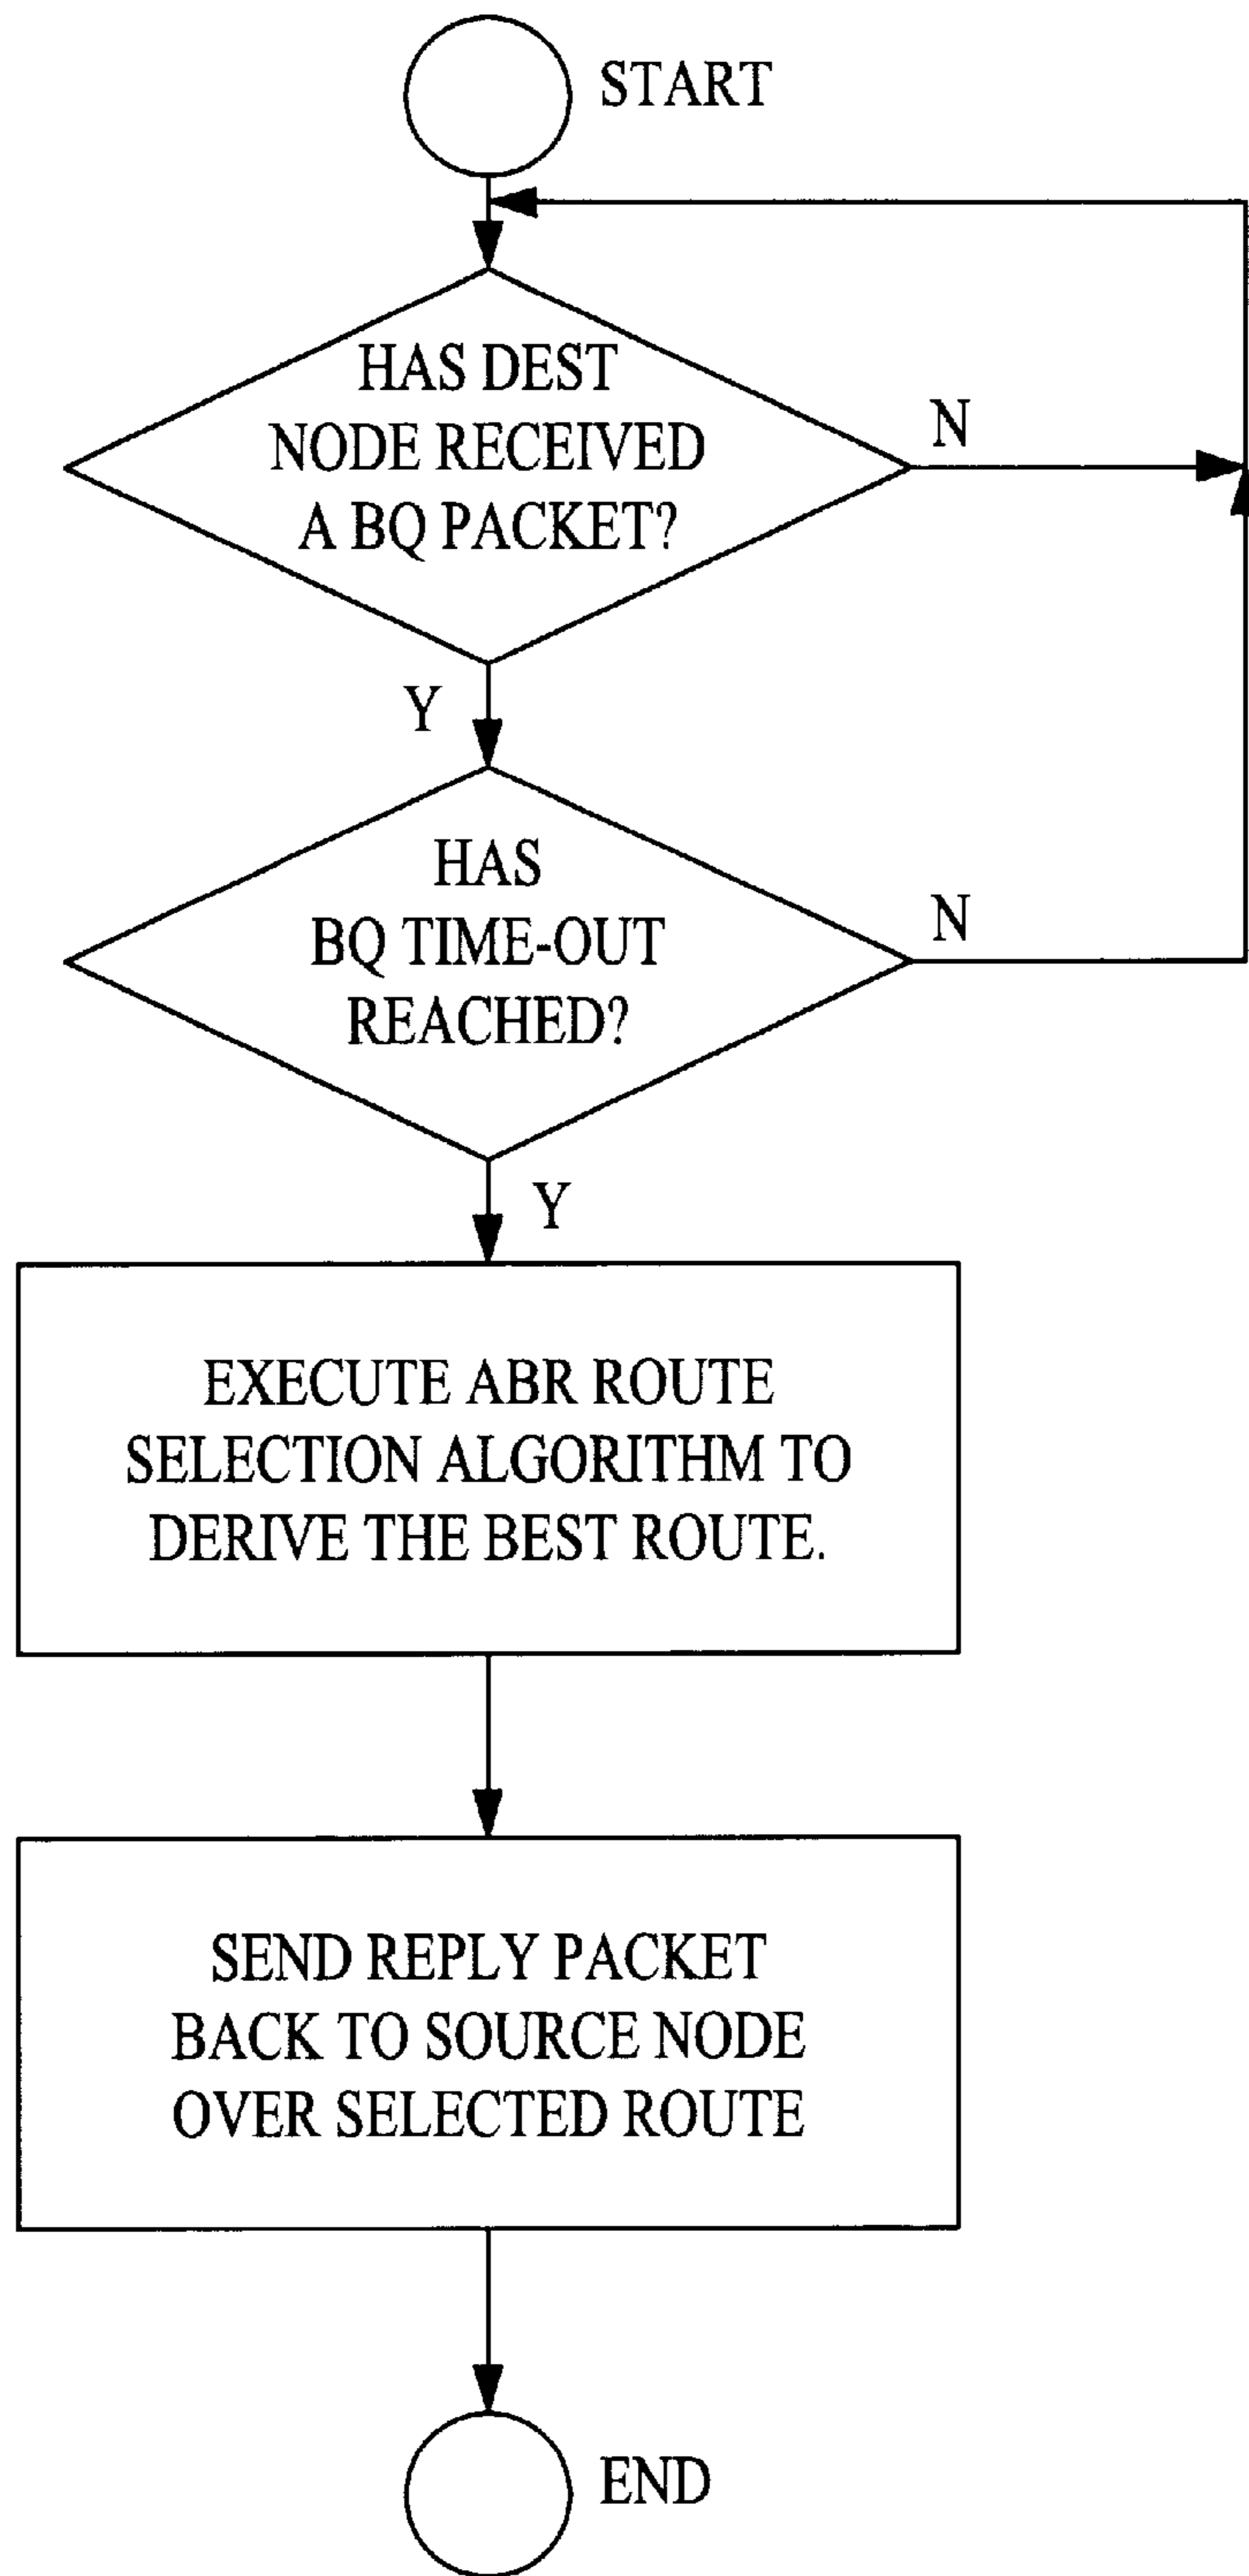 START
HAS DEST
NODE RECEIVED
A BQ PACKET?
N
Y
HAS
BQ TIME-OUT
REACHED?
N
Y
EXECUTE ABR ROUTE
SELECTION ALGORITHM TO
DERIVE THE BEST ROUTE.
SEND REPLY PACKET
BACK TO SOURCE NODE
OVER SELECTED ROUTE
END